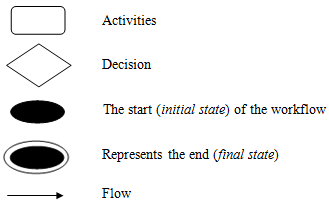 Activities
Decision
The start (initial state) of the workflow
Represents the end (final state)
Flow